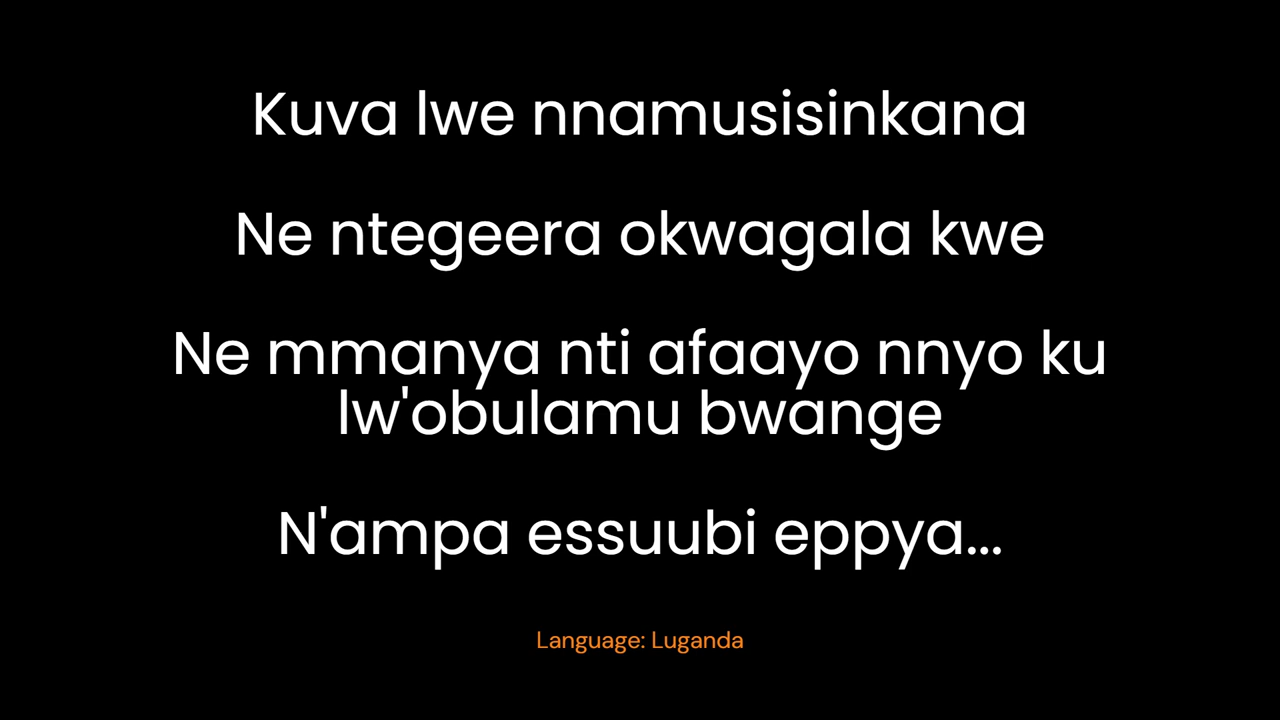 Kuva lwe nnamusisinkana
Ne ntegeera okwagala kwe
Ne mmanya nti afaayo nnyo ku
lw'obulamu bwange
N'ampa essuubi eppya...
Language: Luganda